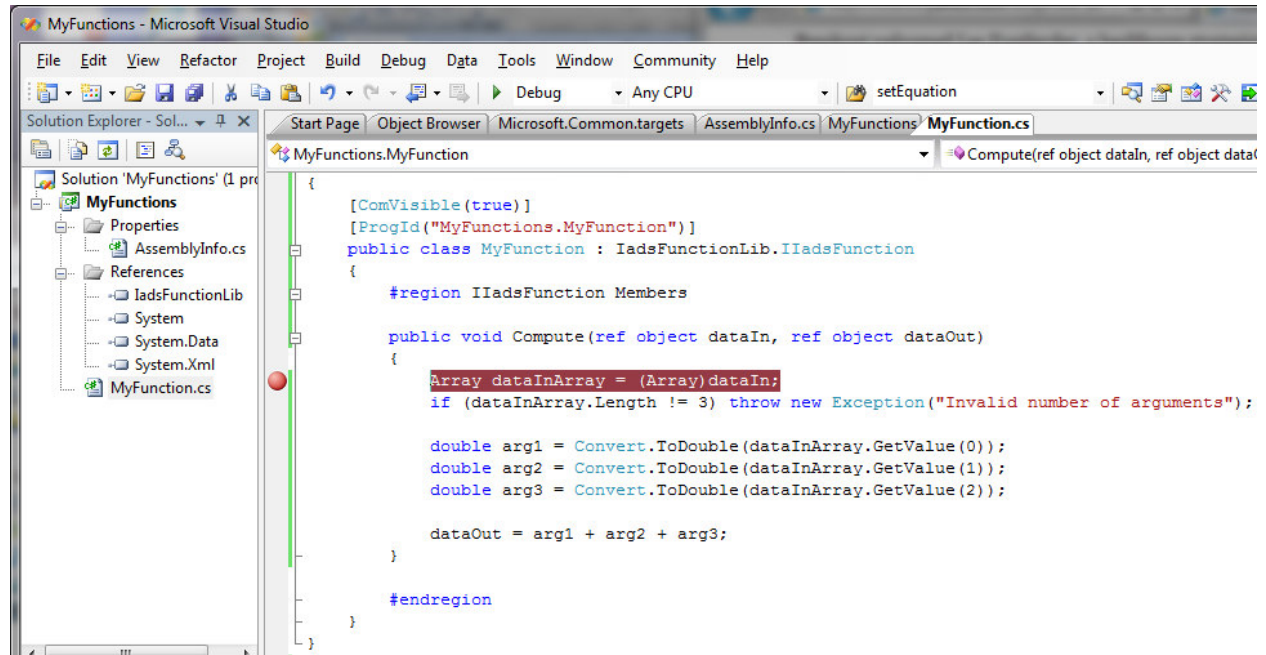 MyFunctions - Microsoft Visual Studio
File Edit View Refactor Project Build Debug Data Tools Window Community Help
Debug Any CPU setEquation
Solution Explorer - Sol...
Start Page Object Browser Microsoft.Common.targets AssemblyInfo.cs MyFunctions MyFunction.cs
MyFunctions.MyFunction
Compute(ref object dataIn, ref object data
Solution 'MyFunctions' (1 pro
MyFunctions
Properties
AssemblyInfo.cs
References
IadsFunctionLib
System
System.Data
System.Xml
MyFunction.cs
{
[ComVisible(true)]
[ProgId("MyFunctions.MyFunction")]
public class MyFunction : IadsFunctionLib.IIadsFunction
{
#region IIadsFunction Members
public void Compute(ref object dataIn, ref object dataOut)
{
Array dataInArray = (Array)dataIn;
if (dataInArray.Length != 3) throw new Exception("Invalid number of arguments");
double arg1 = Convert.ToDouble(dataInArray.GetValue(0));
double arg2 = Convert.ToDouble(dataInArray.GetValue(1));
double arg3 = Convert.ToDouble(dataInArray.GetValue(2));
dataOut = arg1 + arg2 + arg3;
}
#endregion
}
}